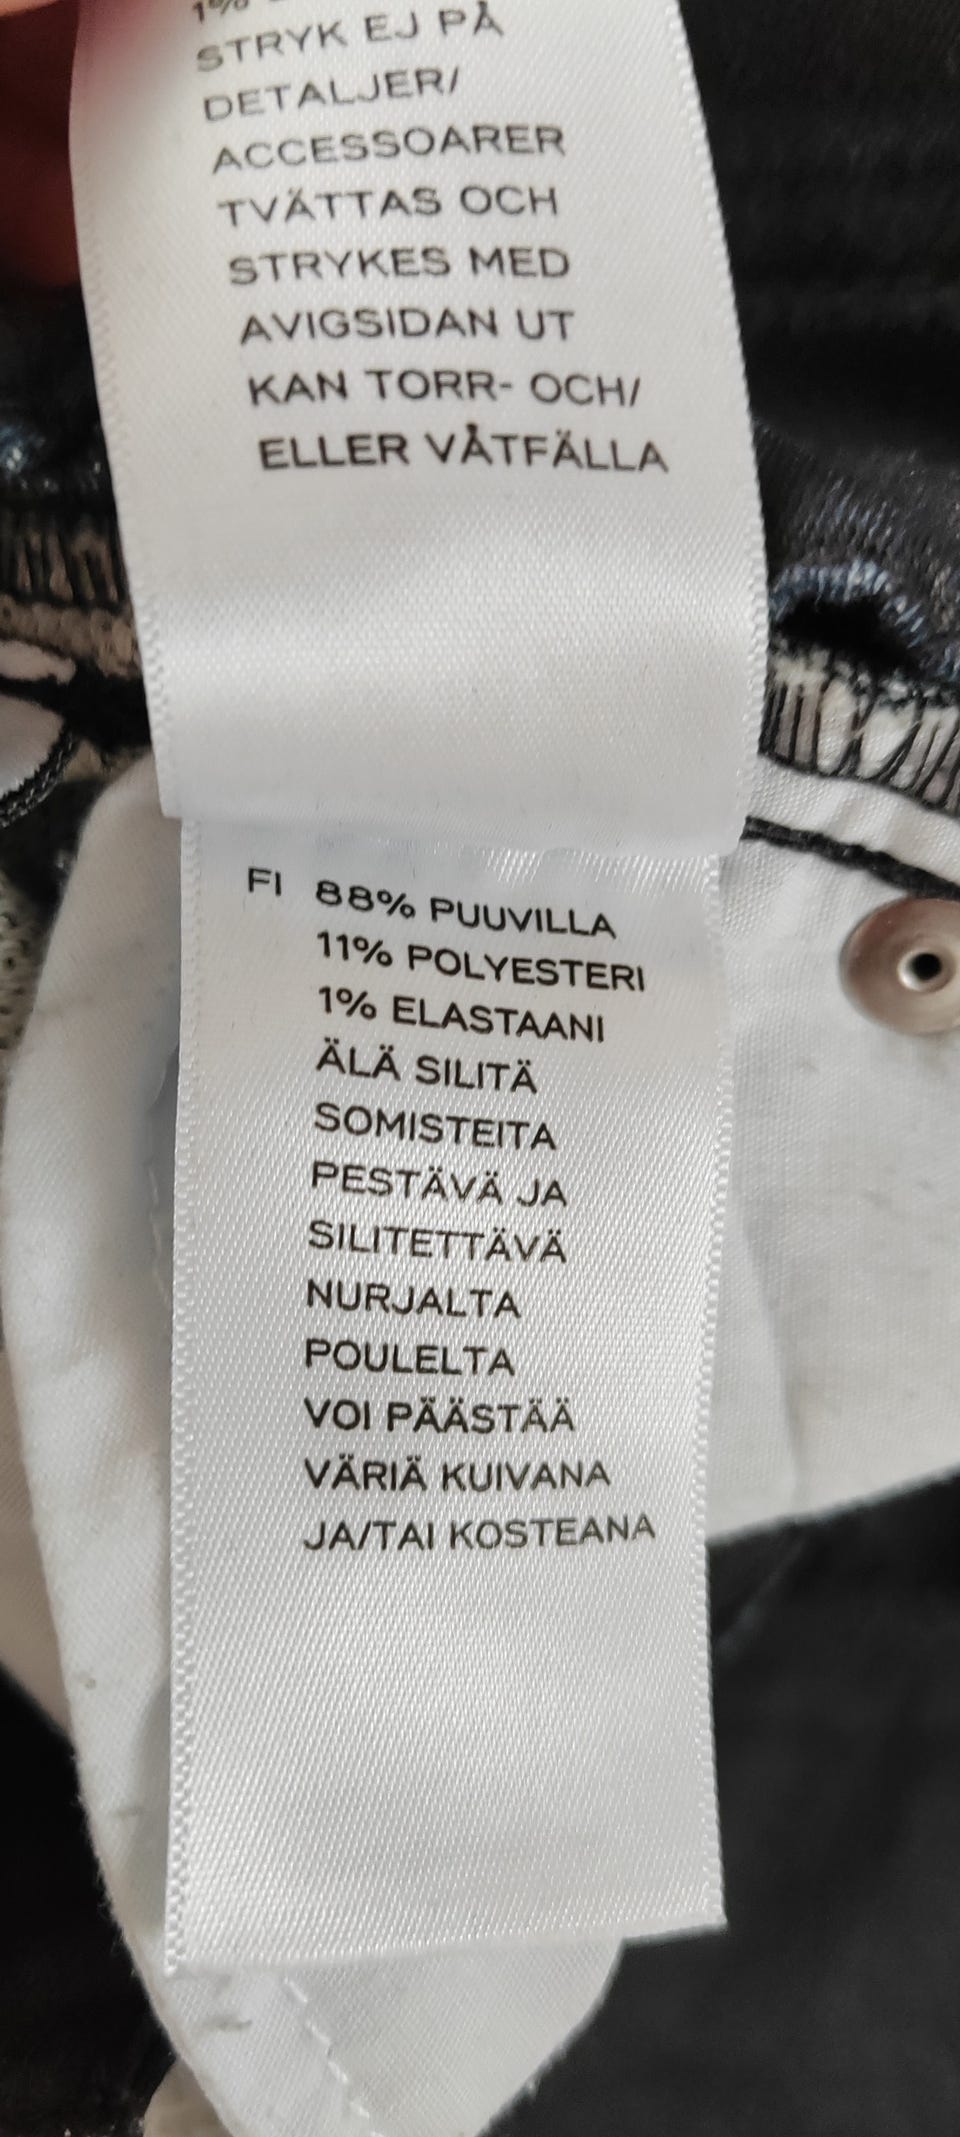 1%
STRYK EJ PÅ
DETALJER/
ACCESSOARER
TVÄTTAS OCH
STRYKES MED
AVIGSIDAN UT
KAN TORR- OCH/
ELLER VÅTFÄLLA
FI 88% PUUVILLA
11% POLYESTERI
1% ELASTAANI
ÄLÄ SILITÄ
SOMISTEITA
PESTÄVÄ JA
SILITETTÄVÄ
NURJALTA
POULELTA
VOI PÄÄSTÄÄ
VÄRIÄ KUIVANA
JA/TAI KOSTEANA